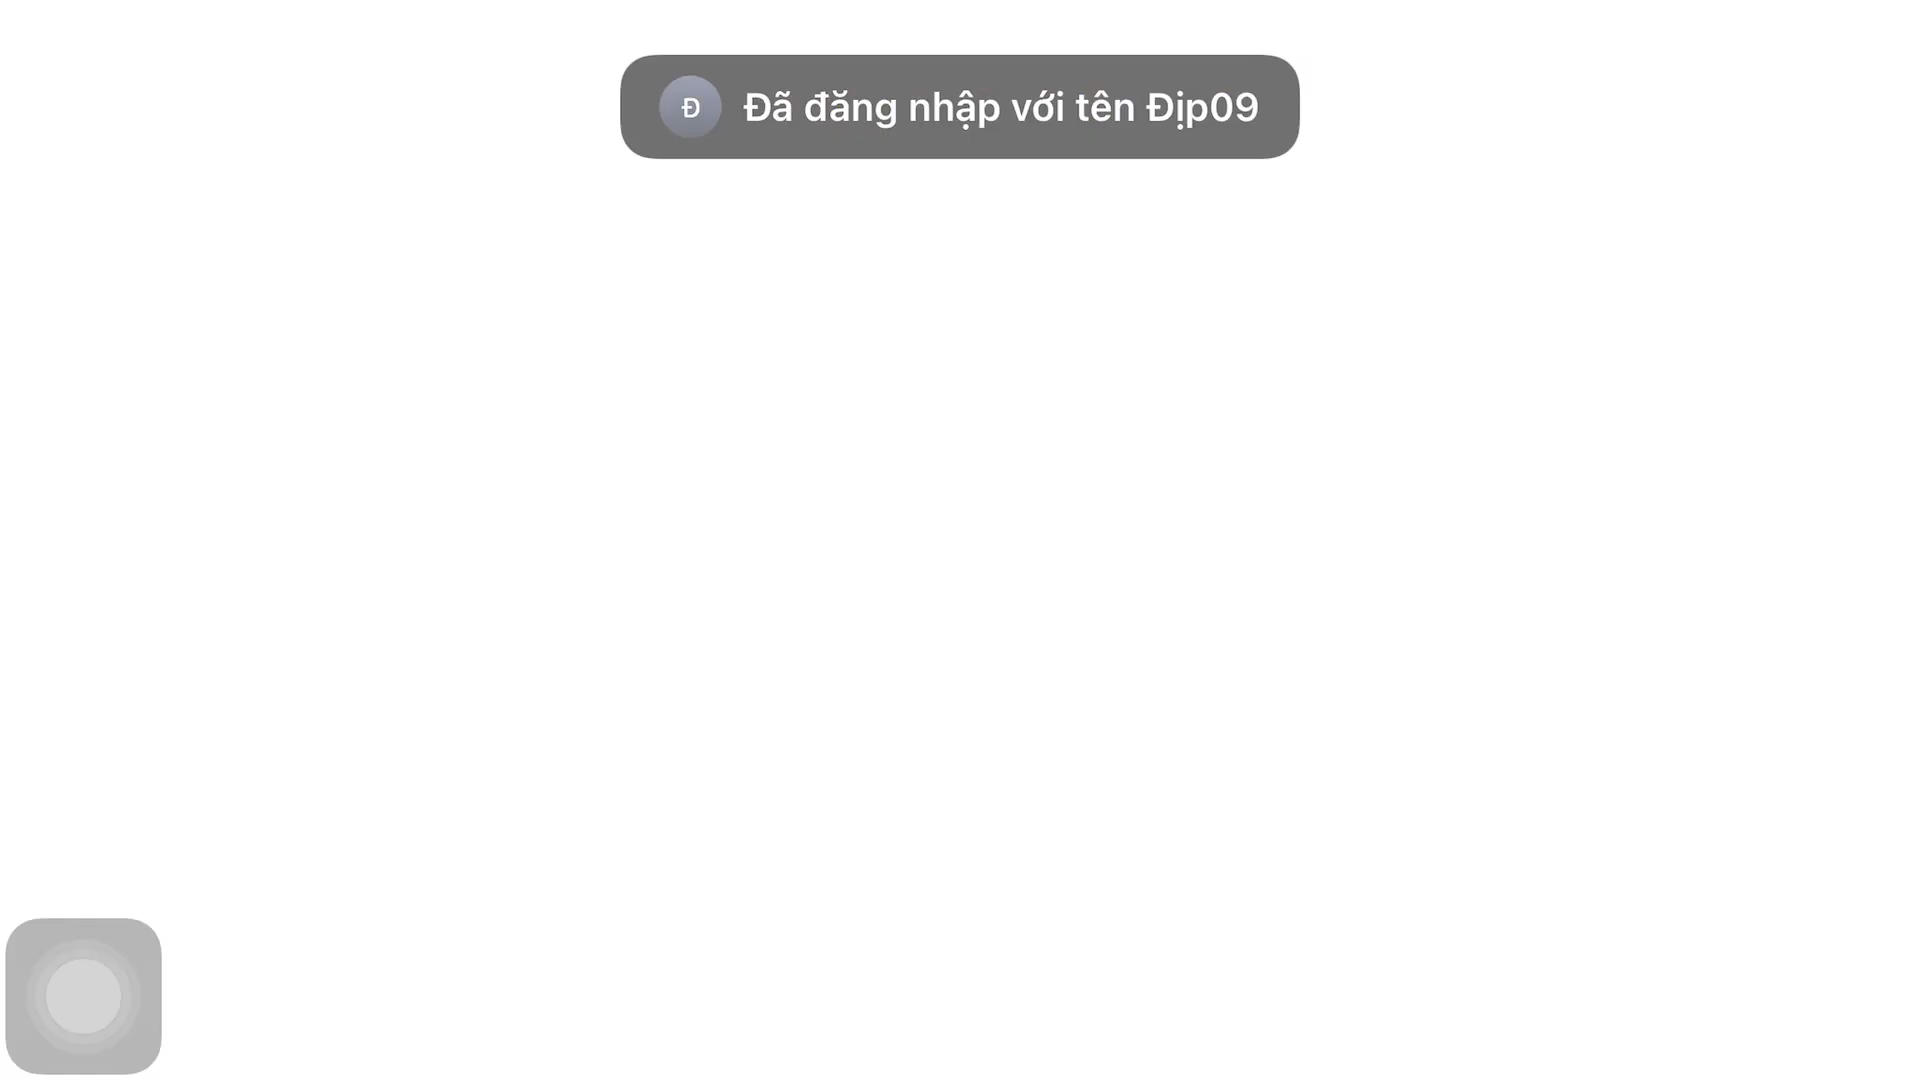 Đ
Đã đăng nhập với tên Địp09